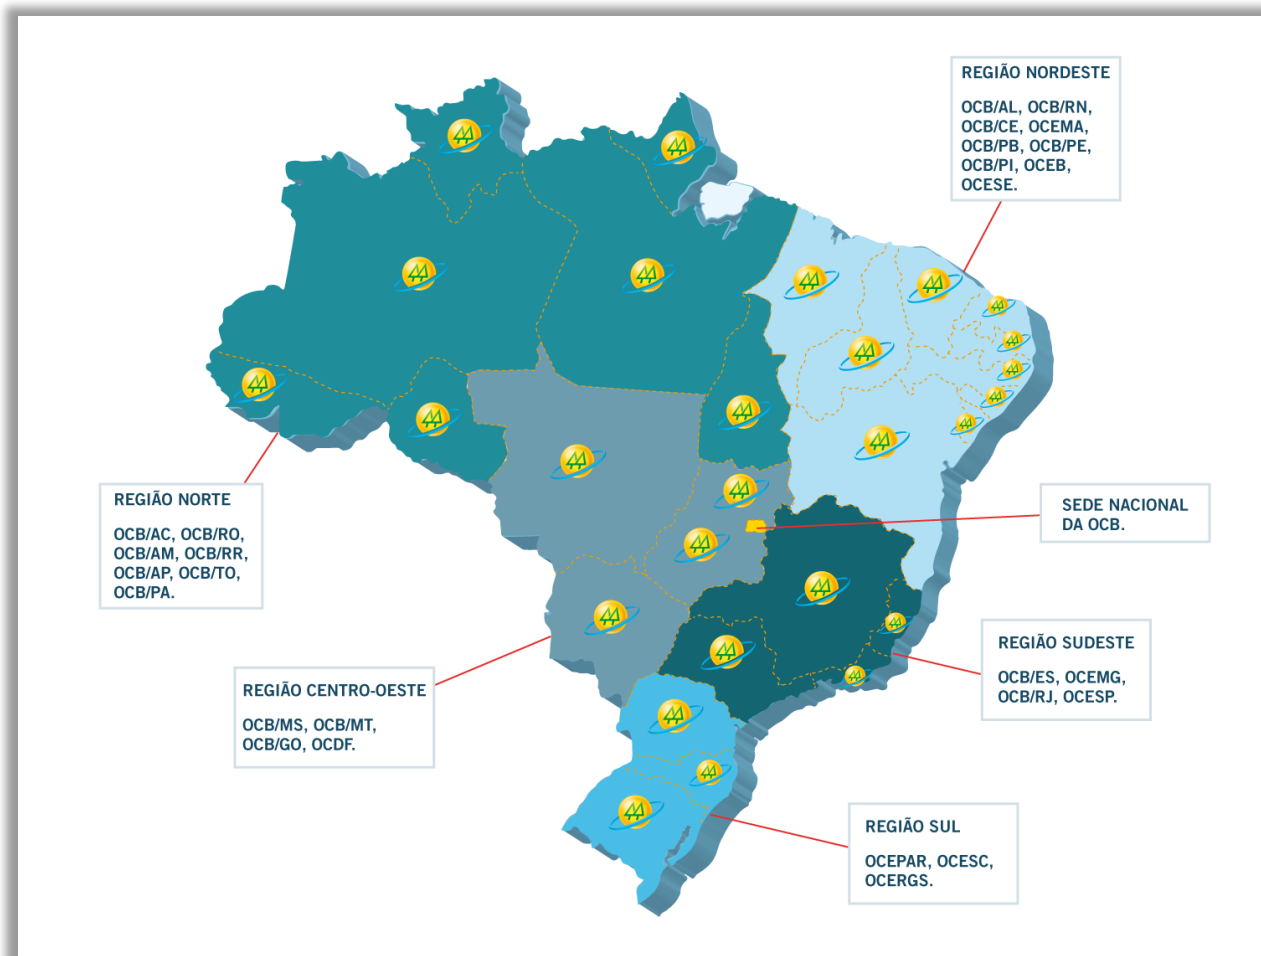 REGIÃO NORDESTE
OCB/AL, OCB/RN,
OCB/CE, OCEMA,
OCB/PB, OCB/PE,
OCB/PI, OCEB,
OCESE.
REGIÃO NORTE
OCB/AC, OCB/RO,
OCB/AM, OCB/RR,
OCB/AP, OCB/TO,
OCB/PA.
SEDE NACIONAL
DA OCB.
REGIÃO SUDESTE
OCB/ES, OCEMG,
OCB/RJ, OCESP.
REGIÃO CENTRO-OESTE
OCB/MS, OCB/MT,
OCB/GO, OCDF.
REGIÃO SUL
OCEPAR, OCESC,
OCERGS.